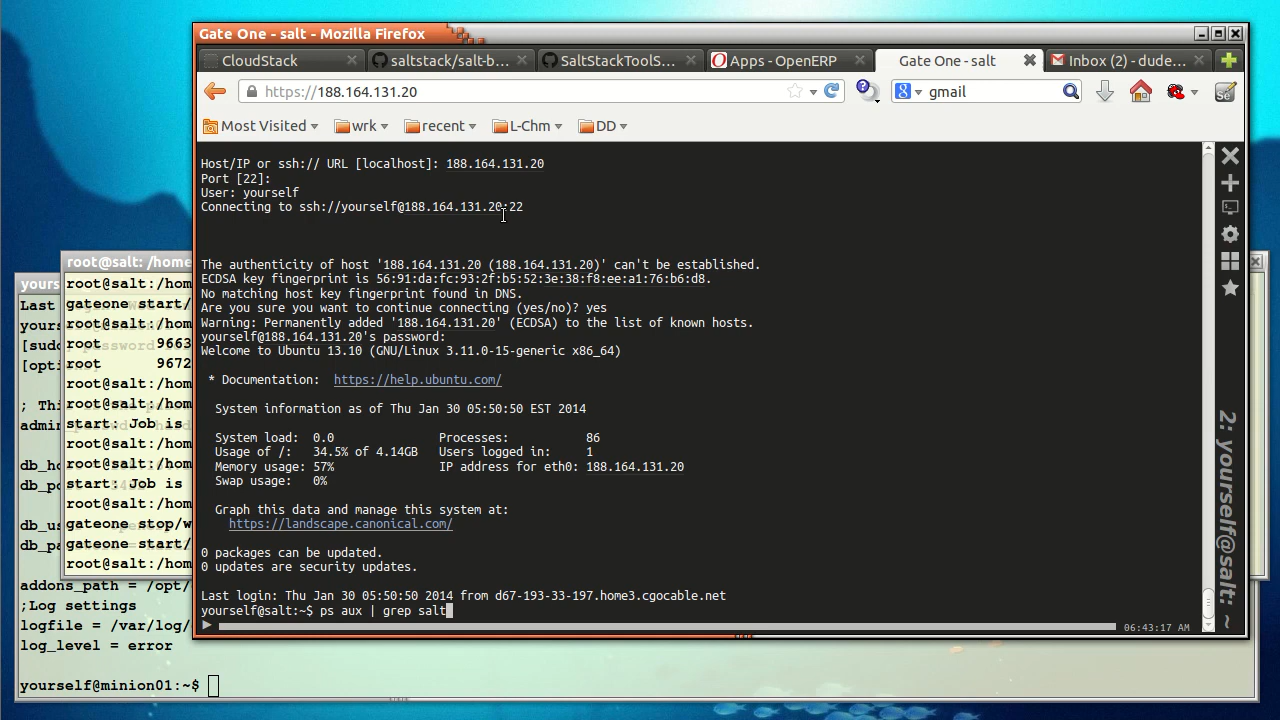 Gate One - salt - Mozilla Firefox
CloudStack
saltstack/salt-b...
SaltStackToolS...
Apps - OpenERP
Gate One - salt
Inbox (2) - dude...
https://188.164.131.20
gmail
Most Visited
wrk
recent
L-Chm
DD
Host/IP or ssh:// URL [localhost]: 188.164.131.20
Port [22]:
User: yourself
Connecting to ssh://yourself@188.164.131.20:22
The authenticity of host '188.164.131.20 (188.164.131.20)' can't be established.
ECDSA key fingerprint is 56:91:da:fc:93:2f:b5:52:3e:38:f8:ee:a1:76:b6:d8.
No matching host key fingerprint found in DNS.
Are you sure you want to continue connecting (yes/no)? yes
Warning: Permanently added '188.164.131.20' (ECDSA) to the list of known hosts.
yourself@188.164.131.20's password:
Welcome to Ubuntu 13.10 (GNU/Linux 3.11.0-15-generic x86_64)
* Documentation: https://help.ubuntu.com/
System information as of Thu Jan 30 05:50:50 EST 2014
System load: 0.0 Processes: 86
Usage of /: 34.5% of 4.14GB Users logged in: 1
Memory usage: 57% IP address for eth0: 188.164.131.20
Swap usage: 0%
Graph this data and manage this system at:
https://landscape.canonical.com/
0 packages can be updated.
0 updates are security updates.
Last login: Thu Jan 30 05:50:50 2014 from d67-193-33-197.home3.cgocable.net
yourself@salt:~$ ps aux | grep salt
06:43:17 AM
2: yourself@salt: ~
root@salt: /home
root@salt:/hom
gateone start/
root@salt:/hom
root 9663
root 9672
root@salt:/hom
root@salt:/hom
start: Job is
root@salt:/hom
root@salt:/hom
start: Job is
root@salt:/hom
gateone stop/w
gateone start/
root@salt:/hom
yours
Last
[sud
[opti
; Th
admin
db_ho
db_po
db_us
db_pa
addons_path = /opt/
;Log settings
logfile = /var/log/
log_level = error
yourself@minion01:~$